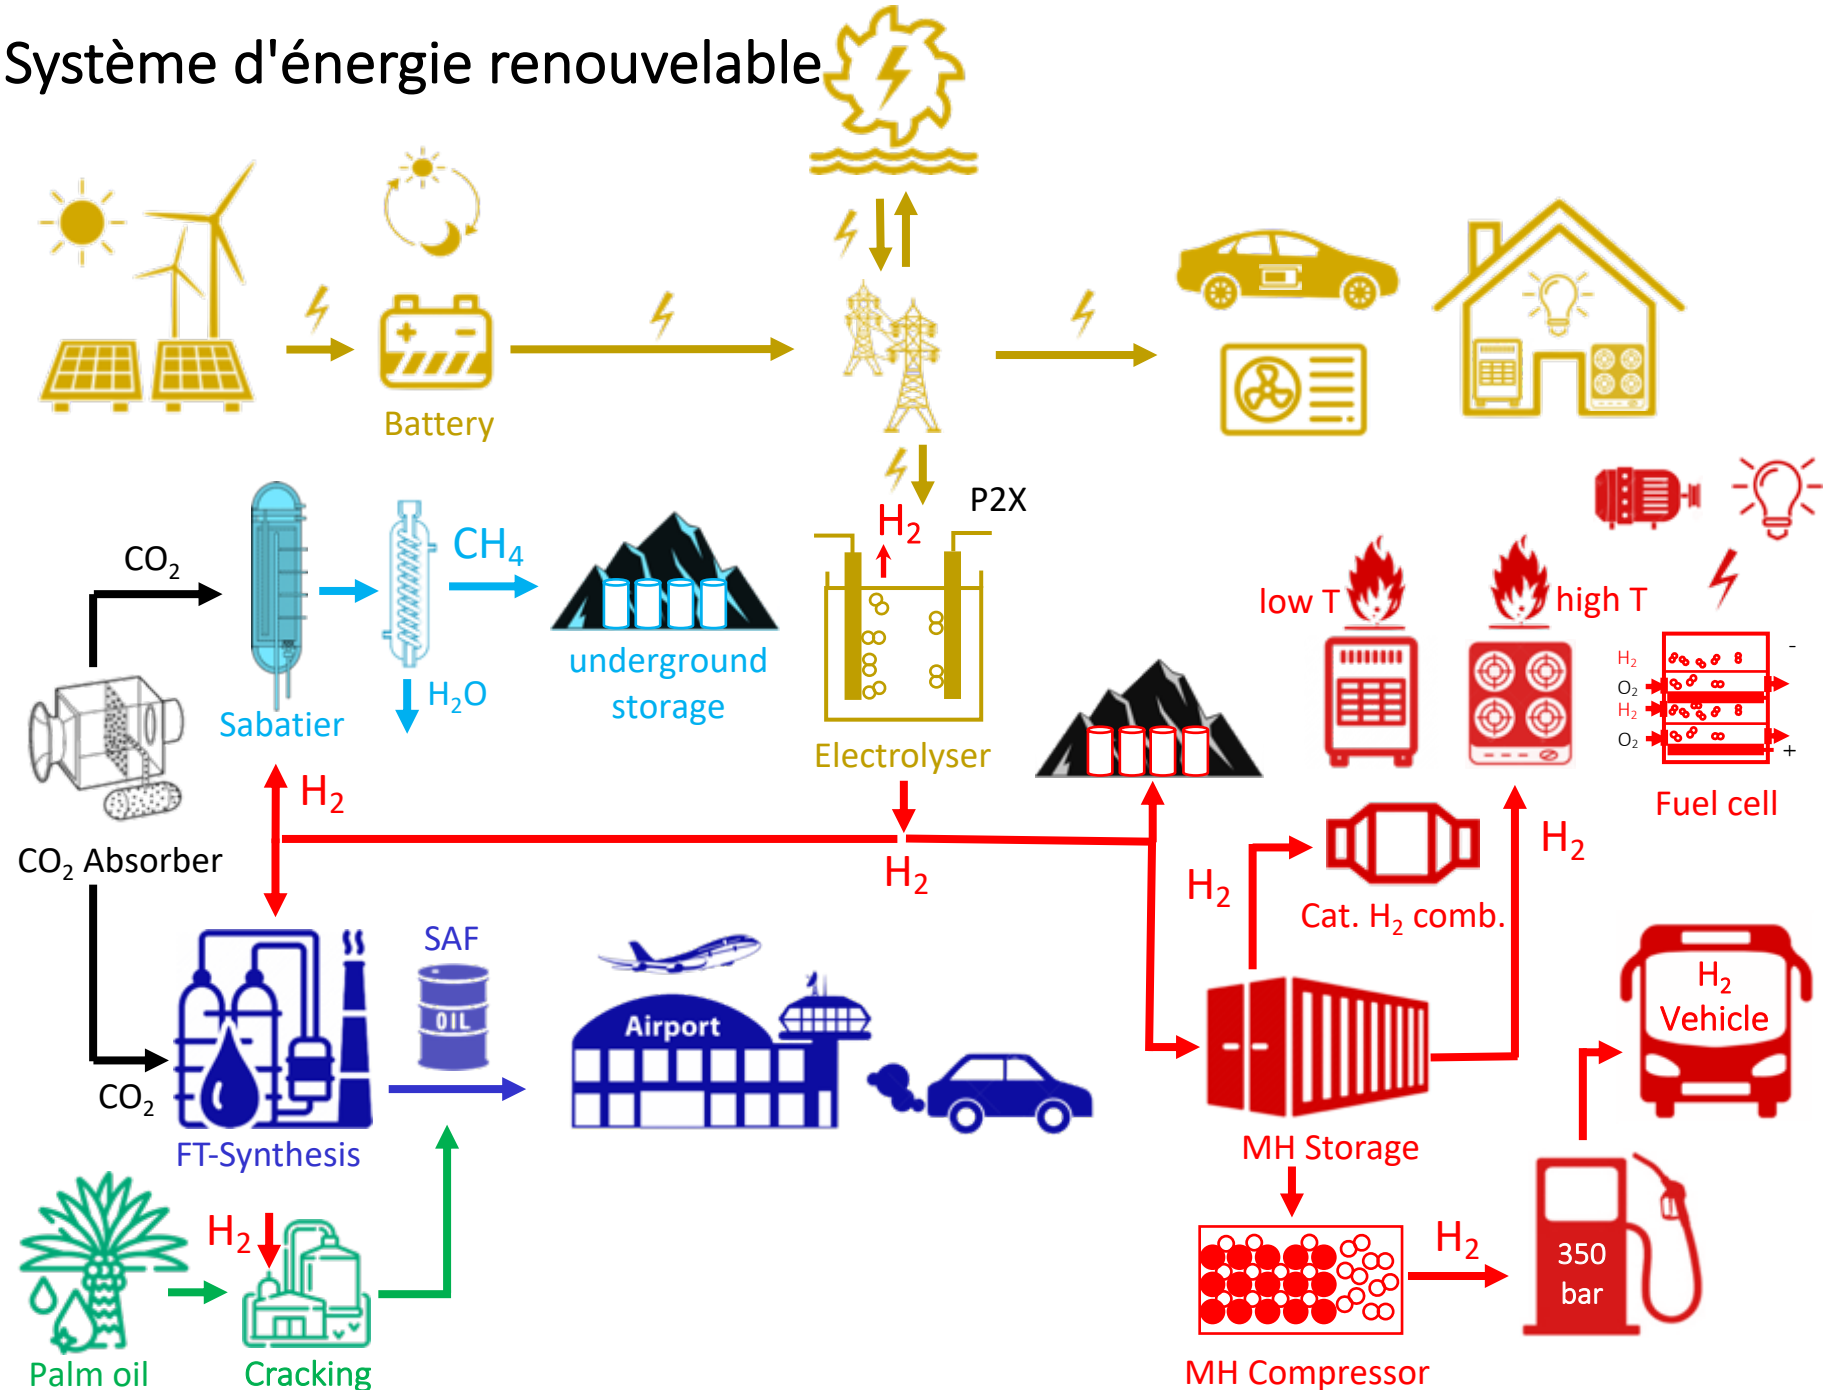 Système d'énergie renouvelable
Battery
P2X
H2
CO2
CH4
H2O
Sabatier
underground
storage
Electrolyser
low T
high T
H2
O2
H2
O2
-
+
Fuel cell
H2
H2
CO2 Absorber
H2
H2
Cat. H2 comb.
SAF
OIL
Airport
H2
Vehicle
CO2
FT-Synthesis
MH Storage
H2
H2
350
bar
Palm oil
Cracking
MH Compressor